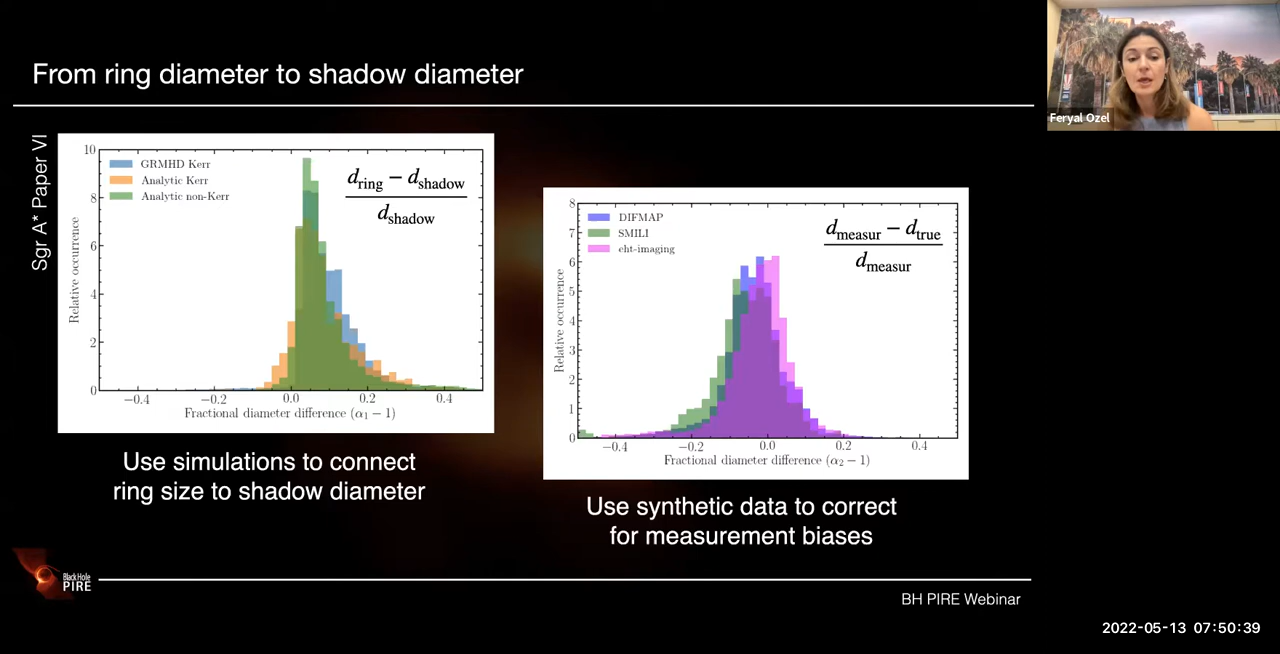 From ring diameter to shadow diameter
Feryal Ozel
Sgr A* Paper VI
GRMHD Kerr
Analytic Kerr
Analytic non-Kerr
d_ring − d_shadow
d_shadow
Relative occurrence
10
8
6
4
2
0
−0.4 −0.2 0.0 0.2 0.4
Fractional diameter difference (α₁ − 1)
Use simulations to connect
ring size to shadow diameter
DIFMAP
SMILI
eht-imaging
d_measur − d_true
d_measur
Relative occurrence
8
7
6
5
4
3
2
1
0
−0.4 −0.2 0.0 0.2 0.4
Fractional diameter difference (α₂ − 1)
Use synthetic data to correct
for measurement biases
Black Hole
PIRE
BH PIRE Webinar
2022-05-13 07:50:39